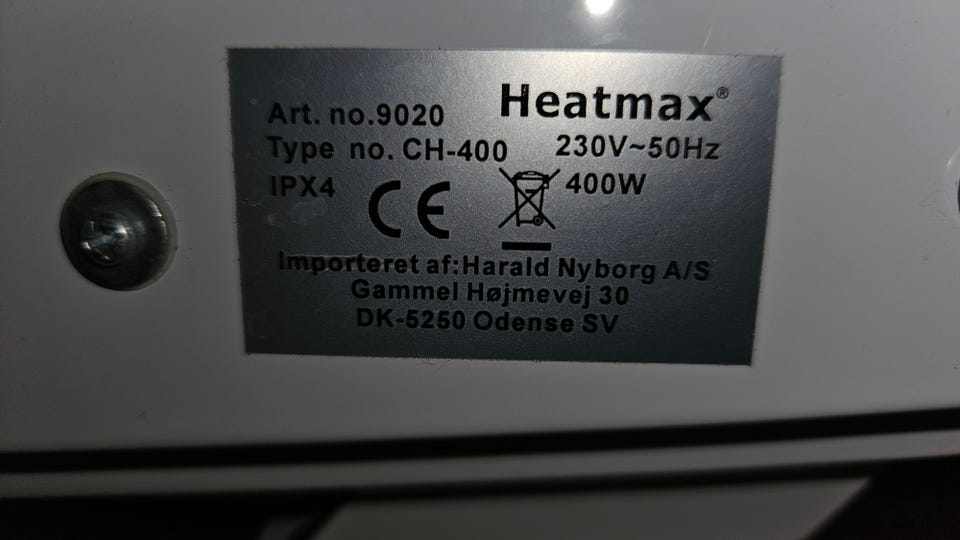 Heatmax®
Art. no.9020
Type no. CH-400 230V~50Hz
IPX4 CE 400W
Importeret af:Harald Nyborg A/S
Gammel Højmevej 30
DK-5250 Odense SV